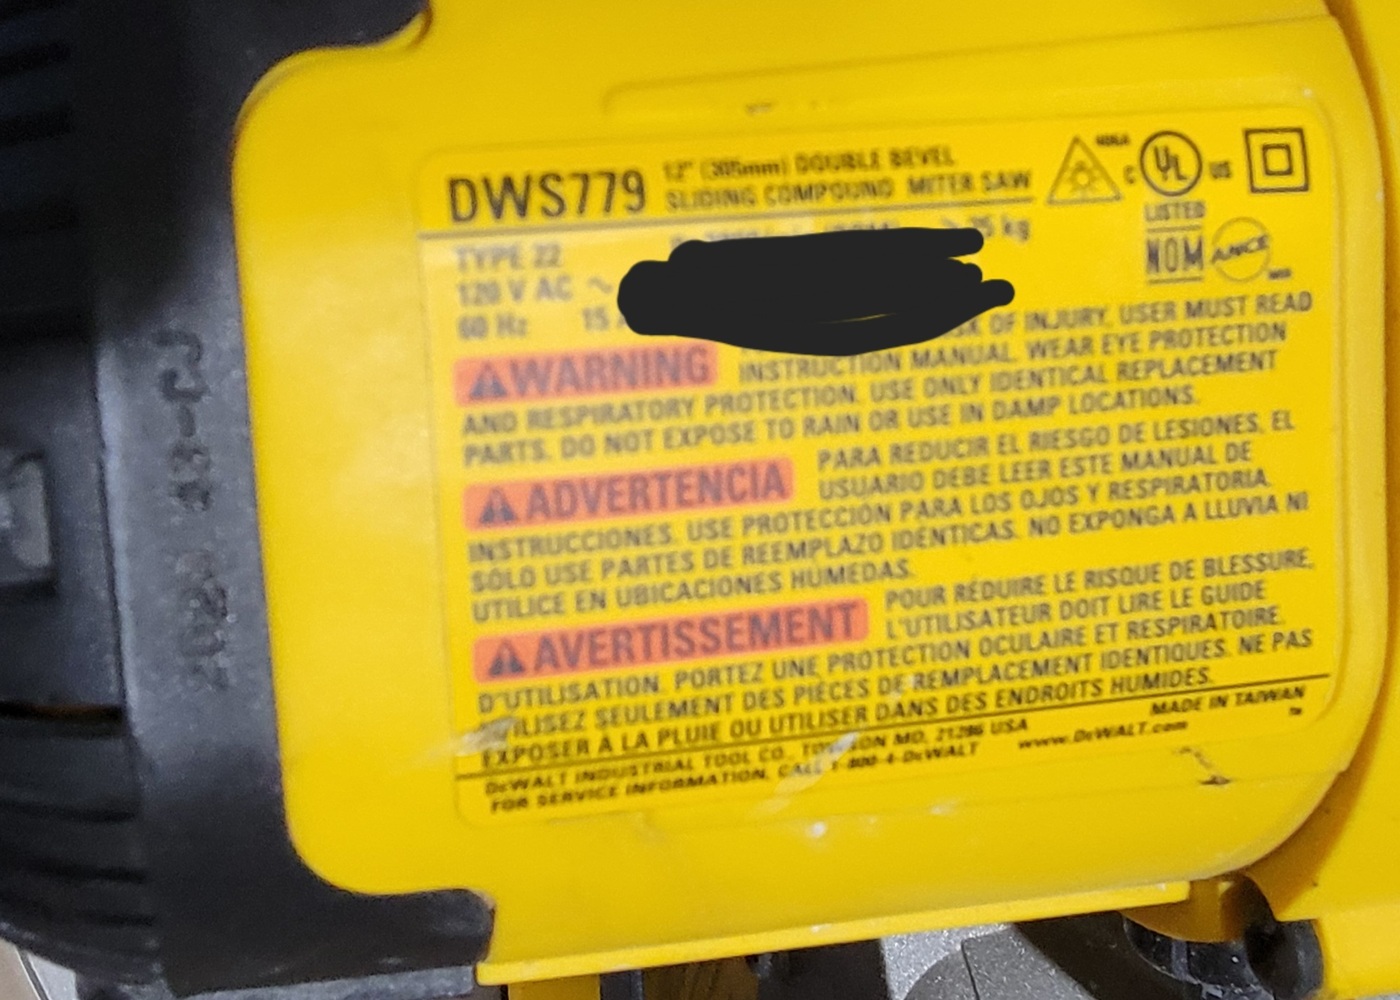 DWS779 12" (305mm) DOUBLE BEVEL
SLIDING COMPOUND MITER SAW
C UL US
LISTED
NOM ANCE
TYPE 22
120 V AC ~
60 Hz 15
kg
OF INJURY, USER MUST READ
WARNING INSTRUCTION MANUAL. WEAR EYE PROTECTION
AND RESPIRATORY PROTECTION. USE ONLY IDENTICAL REPLACEMENT
PARTS. DO NOT EXPOSE TO RAIN OR USE IN DAMP LOCATIONS.
ADVERTENCIA PARA REDUCIR EL RIESGO DE LESIONES, EL
USUARIO DEBE LEER ESTE MANUAL DE
INSTRUCCIONES. USE PROTECCIÓN PARA LOS OJOS Y RESPIRATORIA.
SÓLO USE PARTES DE REEMPLAZO IDÉNTICAS. NO EXPONGA A LLUVIA NI
UTILICE EN UBICACIONES HÚMEDAS.
AVERTISSEMENT POUR RÉDUIRE LE RISQUE DE BLESSURE,
L'UTILISATEUR DOIT LIRE LE GUIDE
D'UTILISATION. PORTEZ UNE PROTECTION OCULAIRE ET RESPIRATOIRE.
UTILISEZ SEULEMENT DES PIÈCES DE REMPLACEMENT IDENTIQUES. NE PAS
EXPOSER À LA PLUIE OU UTILISER DANS DES ENDROITS HUMIDES.
DeWALT INDUSTRIAL TOOL CO., TOWSON MD, 21286 USA MADE IN TAIWAN
FOR SERVICE INFORMATION, CALL 1-800-4-DeWALT www.DeWALT.com